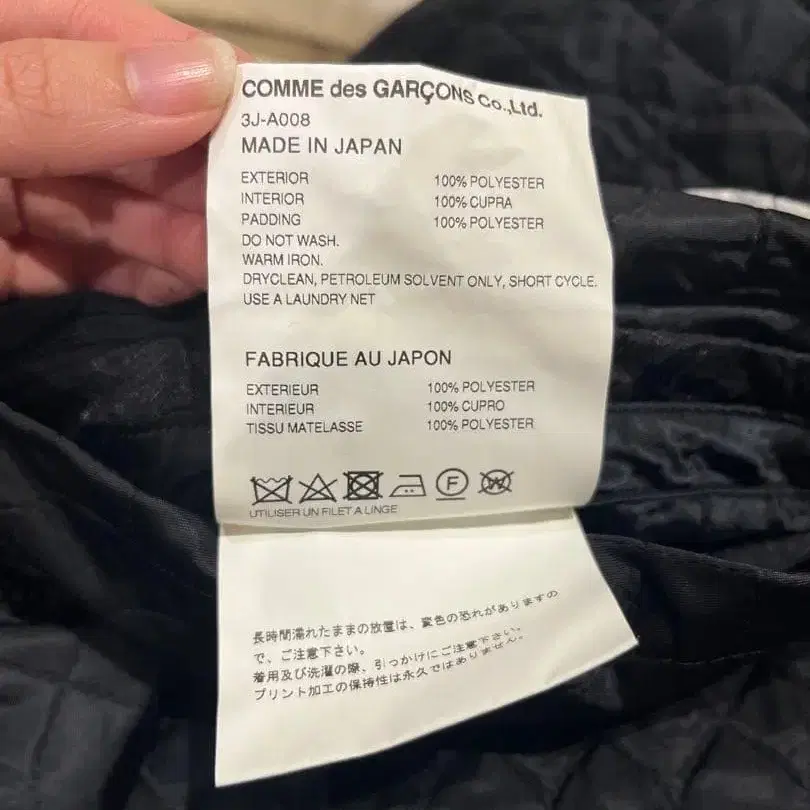 COMME des GARÇONS Co.,Ltd.
3J-A008
MADE IN JAPAN
EXTERIOR 100% POLYESTER
INTERIOR 100% CUPRA
PADDING 100% POLYESTER
DO NOT WASH.
WARM IRON.
DRYCLEAN, PETROLEUM SOLVENT ONLY, SHORT CYCLE.
USE A LAUNDRY NET
FABRIQUE AU JAPON
EXTERIEUR 100% POLYESTER
INTERIEUR 100% CUPRO
TISSU MATELASSE 100% POLYESTER
F W
UTILISER UN FILET A LINGE
長時間濡れたままの放置は、変色の恐れがありますの
で、ご注意下さい。
着用及び洗濯の際、引っかけにご注意下さい。
プリント加工の保持性は永久ではありません。